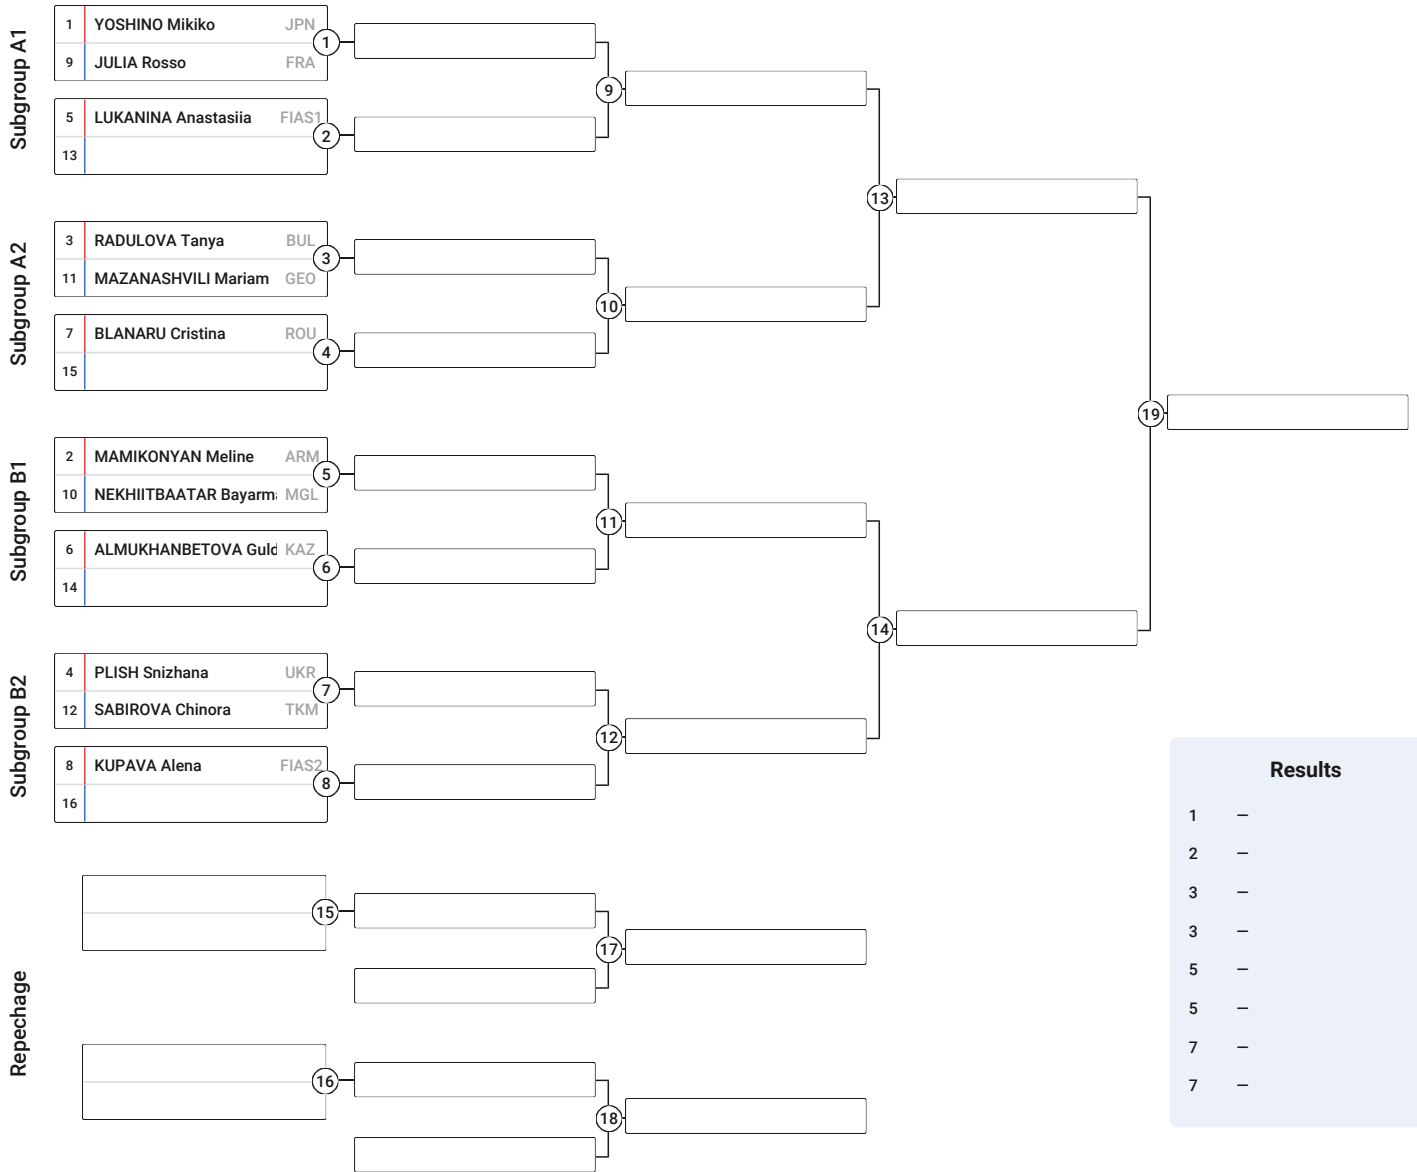 Subgroup A1
1 YOSHINO Mikiko JPN
9 JULIA Rosso FRA
1
5 LUKANINA Anastasiia FIAS1
13
2
9
Subgroup A2
3 RADULOVA Tanya BUL
11 MAZANASHVILI Mariam GEO
3
7 BLANARU Cristina ROU
15
4
10
13
Subgroup B1
2 MAMIKONYAN Meline ARM
10 NEKHIITBAATAR Bayarma MGL
5
6 ALMUKHANBETOVA Guld KAZ
14
6
11
Subgroup B2
4 PLISH Snizhana UKR
12 SABIROVA Chinora TKM
7
8 KUPAVA Alena FIAS2
16
8
12
14
19
Repechage
15
17
16
18
Results
1 –
2 –
3 –
3 –
5 –
5 –
7 –
7 –